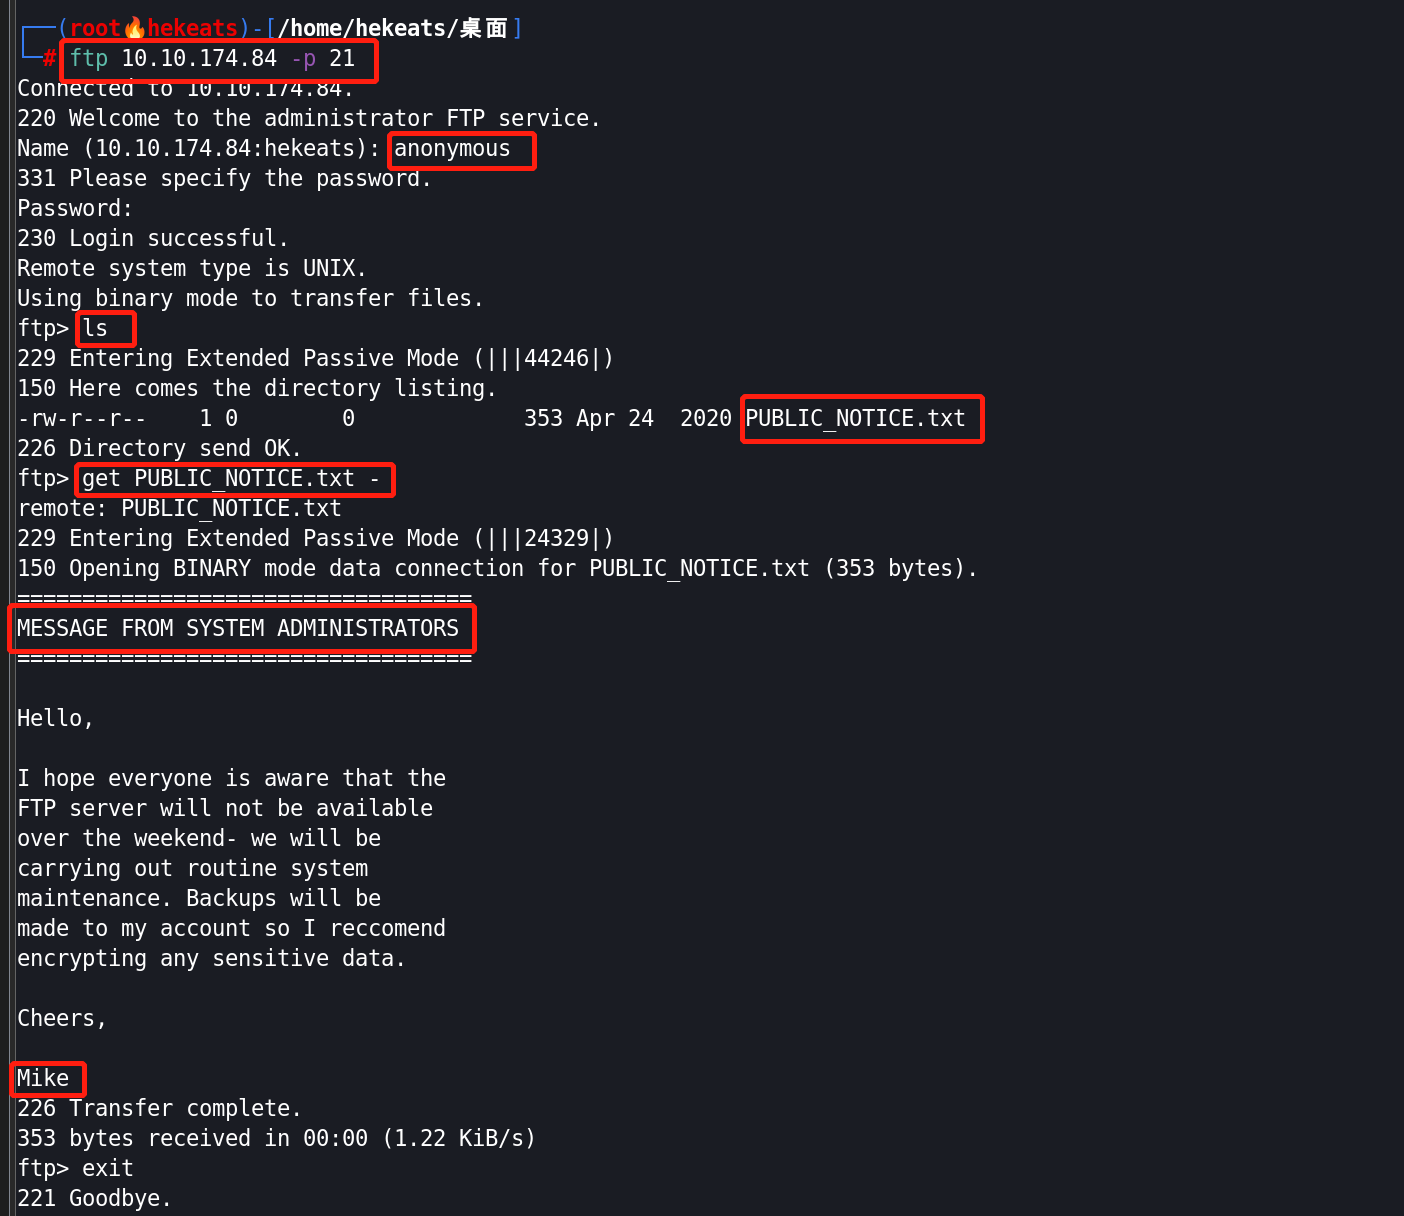 ┌──(root🔥hekeats)-[/home/hekeats/桌面]
└─# ftp 10.10.174.84 -p 21
Connected to 10.10.174.84.
220 Welcome to the administrator FTP service.
Name (10.10.174.84:hekeats): anonymous
331 Please specify the password.
Password:
230 Login successful.
Remote system type is UNIX.
Using binary mode to transfer files.
ftp> ls
229 Entering Extended Passive Mode (|||44246|)
150 Here comes the directory listing.
-rw-r--r--    1 0        0             353 Apr 24  2020 PUBLIC_NOTICE.txt
226 Directory send OK.
ftp> get PUBLIC_NOTICE.txt -
remote: PUBLIC_NOTICE.txt
229 Entering Extended Passive Mode (|||24329|)
150 Opening BINARY mode data connection for PUBLIC_NOTICE.txt (353 bytes).
===================================
MESSAGE FROM SYSTEM ADMINISTRATORS
===================================
Hello,
I hope everyone is aware that the
FTP server will not be available
over the weekend- we will be
carrying out routine system
maintenance. Backups will be
made to my account so I reccomend
encrypting any sensitive data.
Cheers,
Mike
226 Transfer complete.
353 bytes received in 00:00 (1.22 KiB/s)
ftp> exit
221 Goodbye.